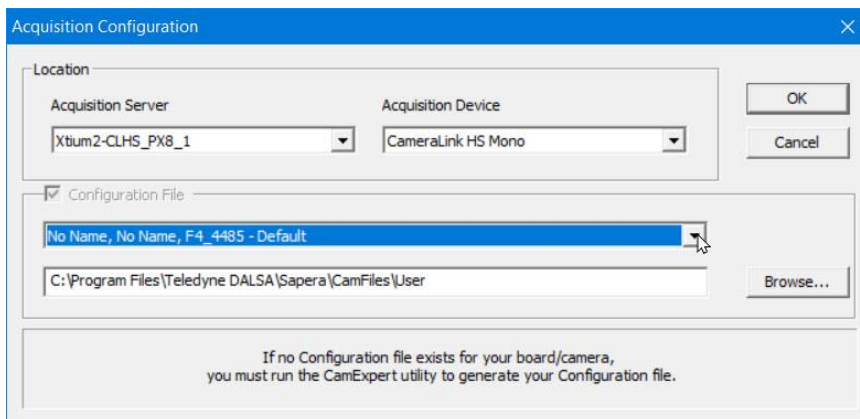 Acquisition Configuration
Location
Acquisition Server
Acquisition Device
OK
Xtium2-CLHS_PX8_1
CameraLink HS Mono
Cancel
Configuration File
No Name, No Name, F4_4485 - Default
C:\Program Files\Teledyne DALSA\Sapera\CamFiles\User
Browse...
If no Configuration file exists for your board/camera,
you must run the CamExpert utility to generate your Configuration file.